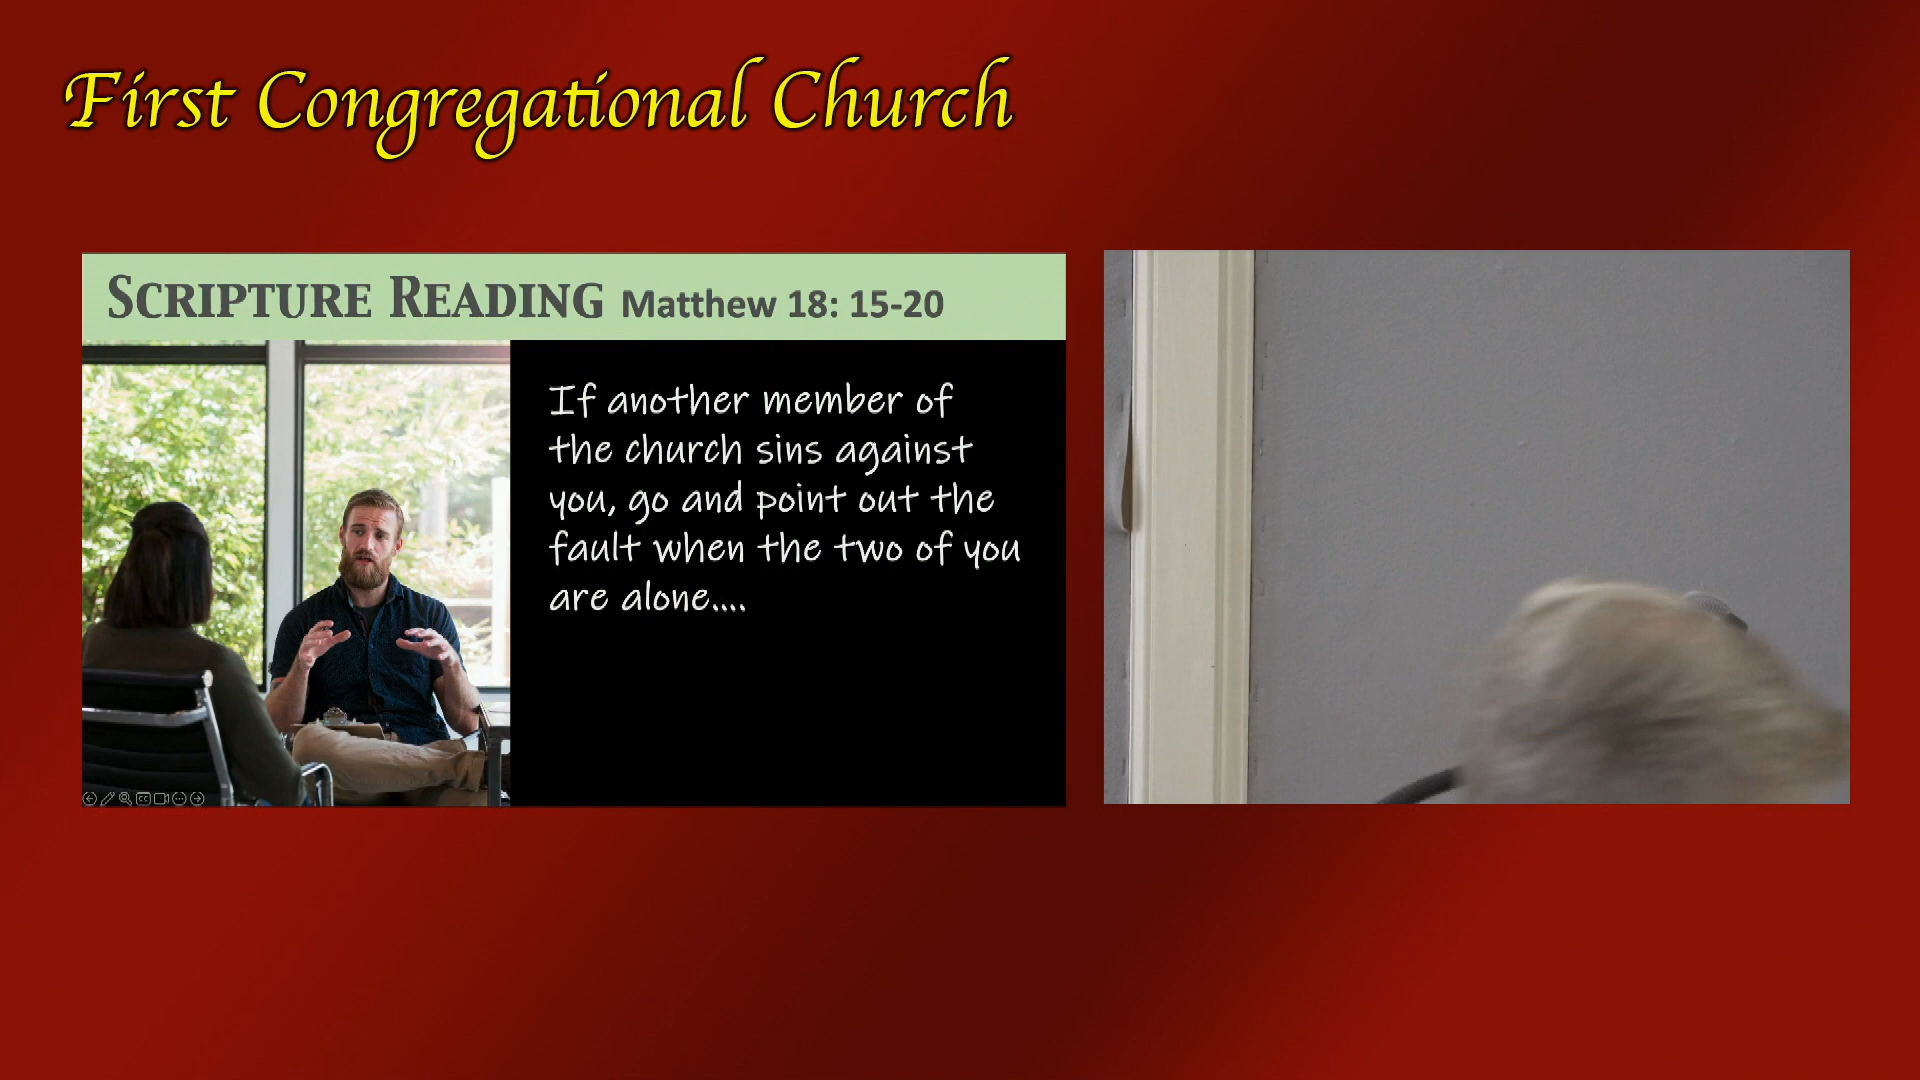 First Congregational Church
Scripture Reading Matthew 18: 15-20
If another member of
the church sins against
you, go and point out the
fault when the two of you
are alone....